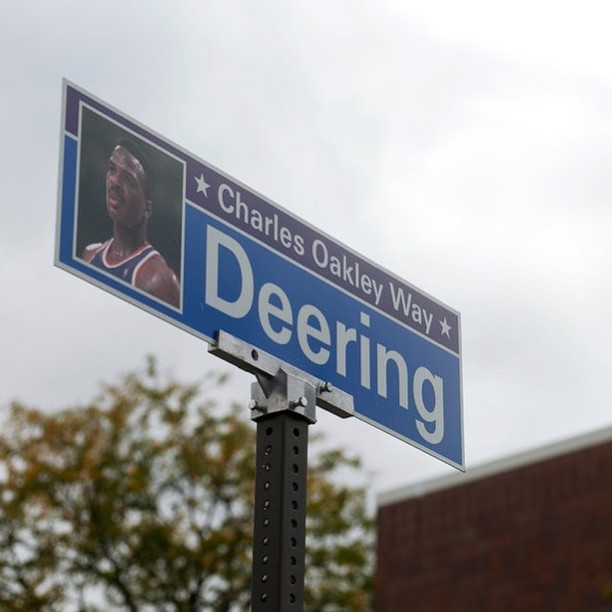 ★ Charles Oakley Way ★
Deering